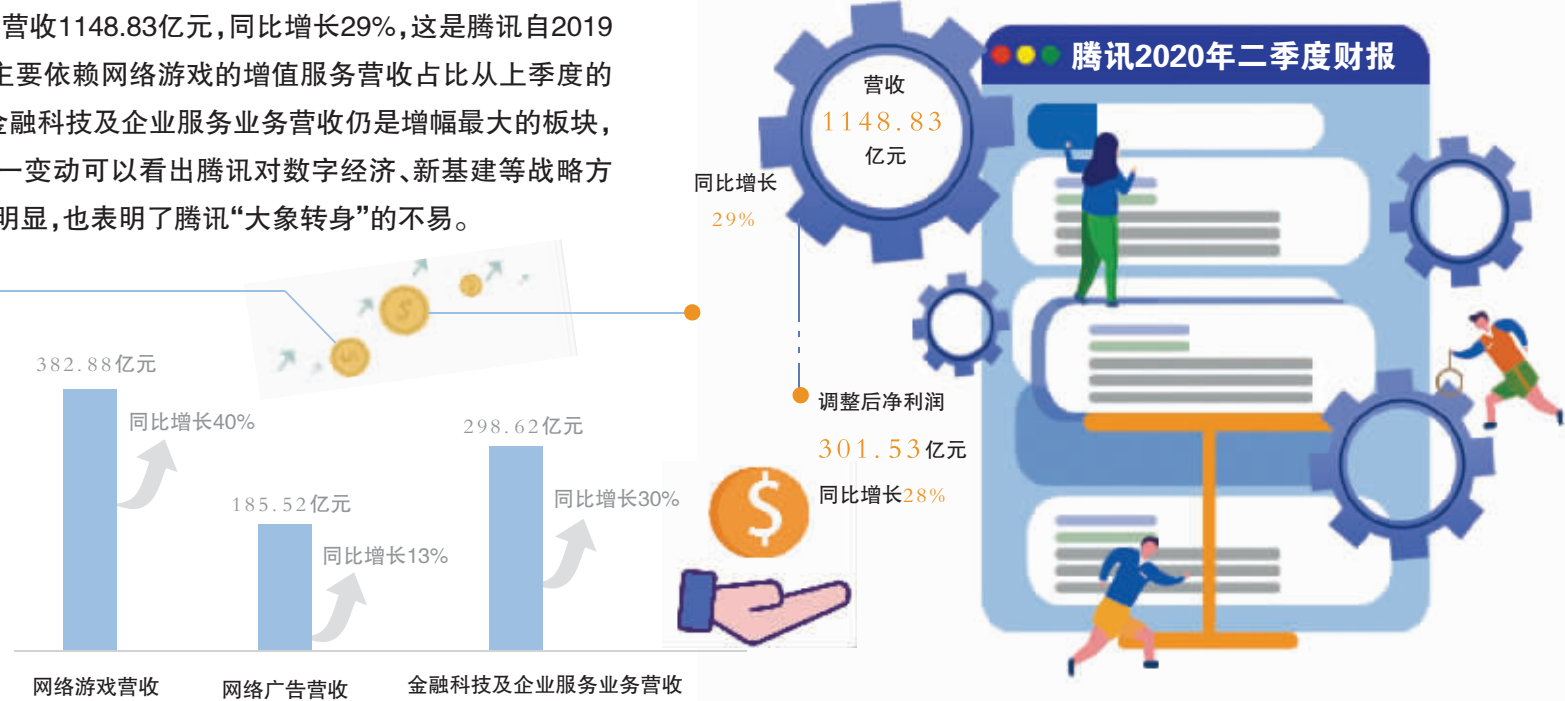 营收1148.83亿元,同比增长29%,这是腾讯自2019
主要依赖网络游戏的增值服务营收占比从上季度的
金融科技及企业服务业务营收仍是增幅最大的板块,
一变动可以看出腾讯对数字经济、新基建等战略方
明显,也表明了腾讯“大象转身”的不易。
腾讯2020年二季度财报
营收
1148.83
亿元
同比增长
29%
调整后净利润
301.53亿元
同比增长28%
382.88亿元
同比增长40%
185.52亿元
同比增长13%
298.62亿元
同比增长30%
网络游戏营收
网络广告营收
金融科技及企业服务业务营收